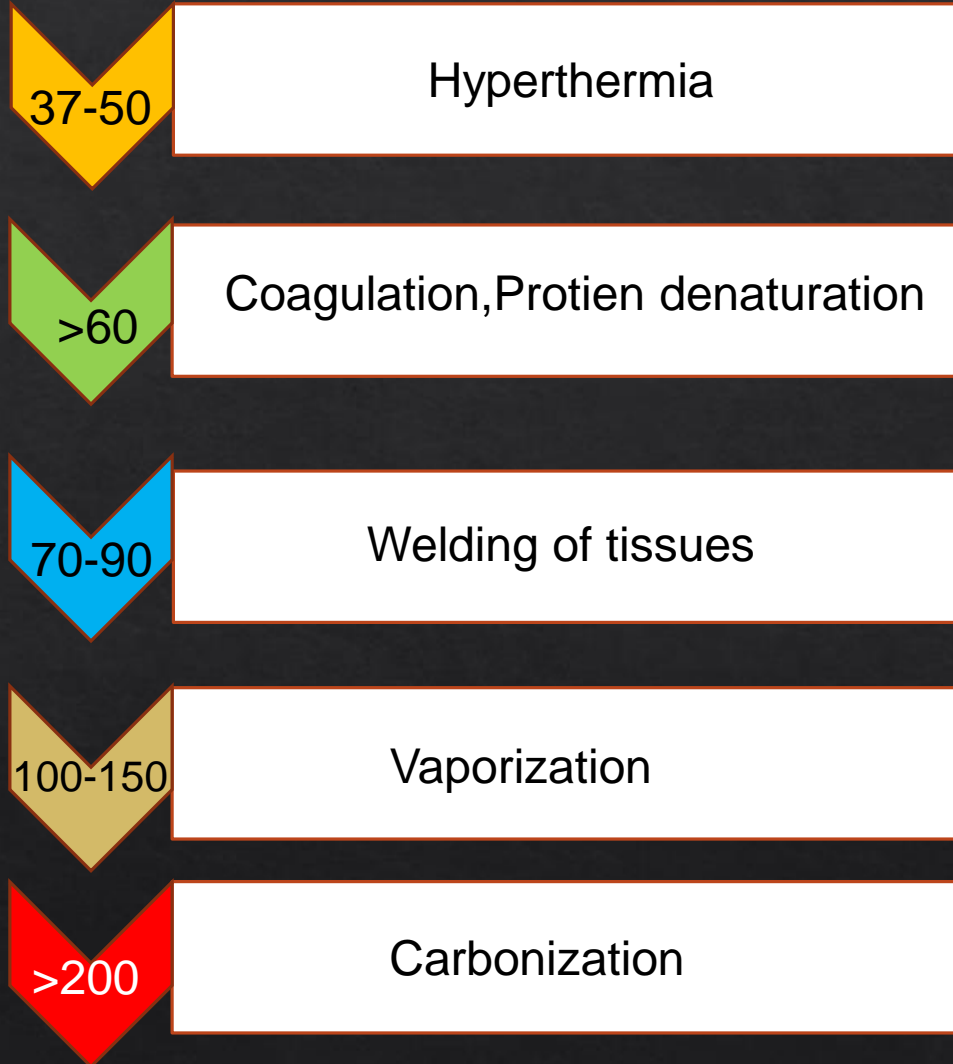 37-50
Hyperthermia
>60
Coagulation,Protien denaturation
70-90
Welding of tissues
100-150
Vaporization
>200
Carbonization